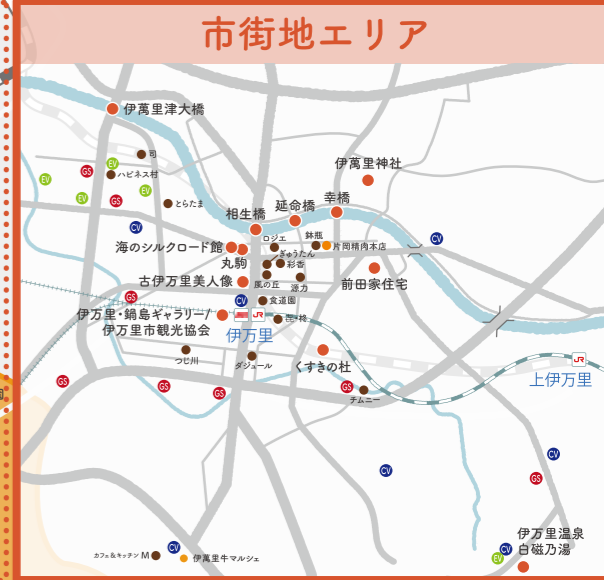 市街地エリア
伊萬里津大橋
司
EV
GS
EV
ハピネス村
伊萬里神社
EV
EV
GS
とらたま
延命橋
幸橋
相生橋
CV
ロジエ
鉢瓶
CV
海のシルクロード館
片岡精肉本店
丸駒
ぎゅうたん
彩香
古伊万里美人像
風の丘
源力
前田家住宅
GS
CV
食道園
伊万里・鍋島ギャラリー/
伊万里市観光協会
JR
伊万里
つじ川
ダジュール
くすきの杜
JR
上伊万里
GS
GS
GS
GS
チムニー
CV
CV
GS
伊万里温泉
白磁乃湯
カフェ&キッチン M
CV
伊萬里牛マルシェ
EV
CV